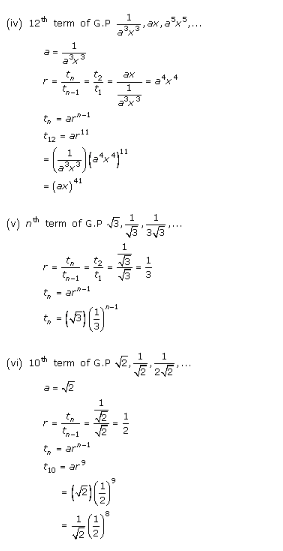 (iv) 12th term of G.P 1/(a³x³), ax, a⁵x⁵, ...
a = 1/(a³x³)
r = tₙ/tₙ₋₁ = t₂/t₁ = ax/(1/(a³x³)) = a⁴x⁴
tₙ = arⁿ⁻¹
t₁₂ = ar¹¹
= (1/(a³x³)) (a⁴x⁴)¹¹
= (ax)⁴¹
(v) nth term of G.P √3, 1/√3, 1/(3√3), ...
r = tₙ/tₙ₋₁ = t₂/t₁ = (1/√3)/√3 = 1/3
tₙ = arⁿ⁻¹
tₙ = (√3)(1/3)ⁿ⁻¹
(vi) 10th term of G.P √2, 1/√2, 1/(2√2), ...
a = √2
r = tₙ/tₙ₋₁ = (1/√2)/√2 = 1/2
tₙ = arⁿ⁻¹
t₁₀ = ar⁹
= (√2)(1/2)⁹
= 1/√2 (1/2)⁸